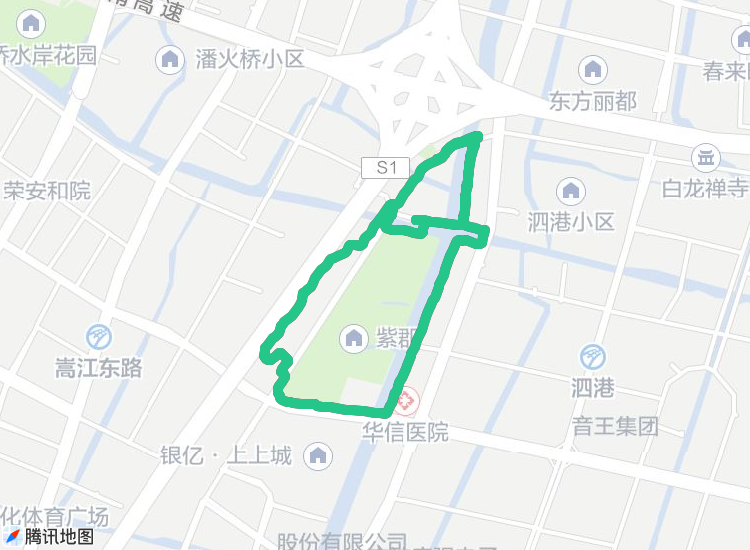 高速
桥水岸花园
潘火桥小区
春来
东方丽都
S1
荣安和院
白龙禅寺
泗港小区
紫郡
嵩江东路
泗港
音王集团
华信医院
银亿·上上城
化体育广场
股份有限公司
腾讯地图